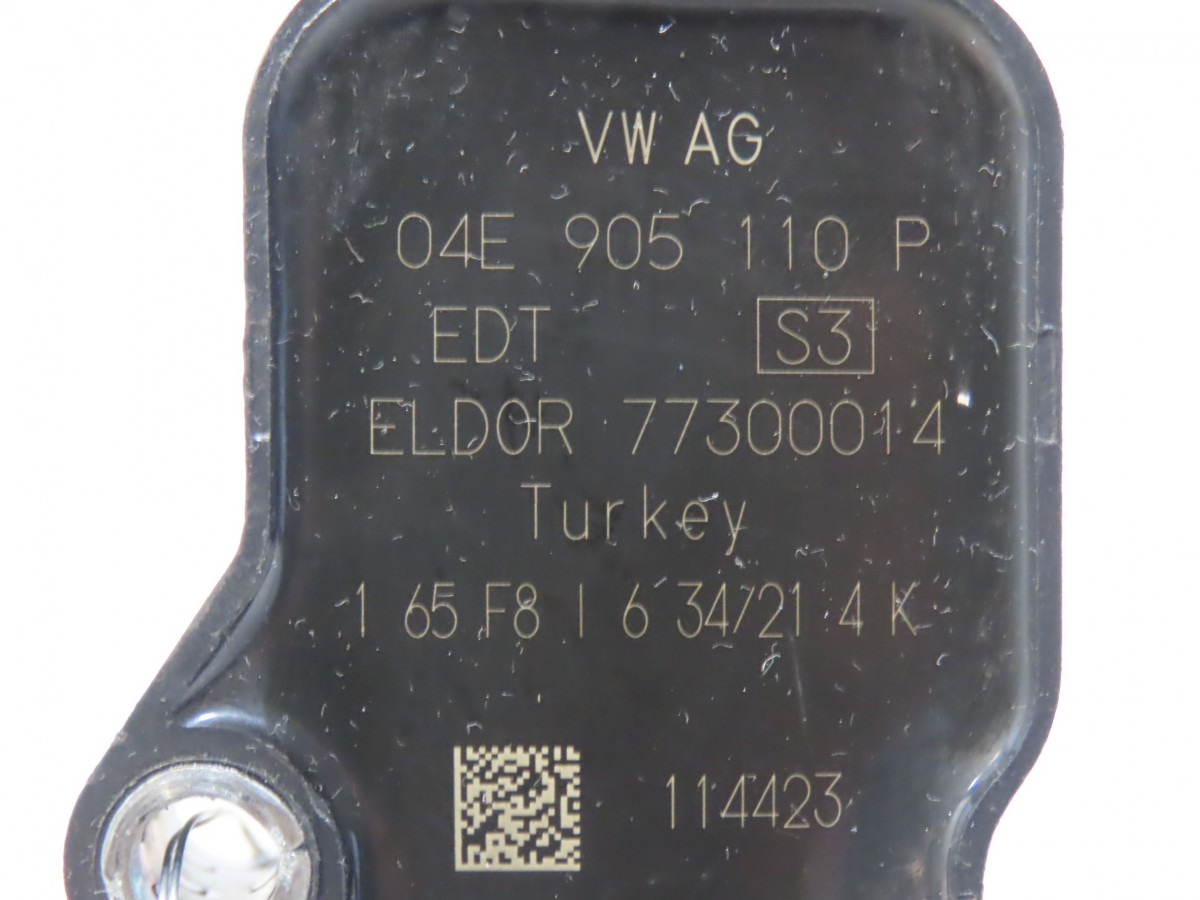 VW AG
04E 905 110 P
EDT S3
ELDOR 77300014
Turkey
1 65 F8 I 6 34/21 4 K
114423